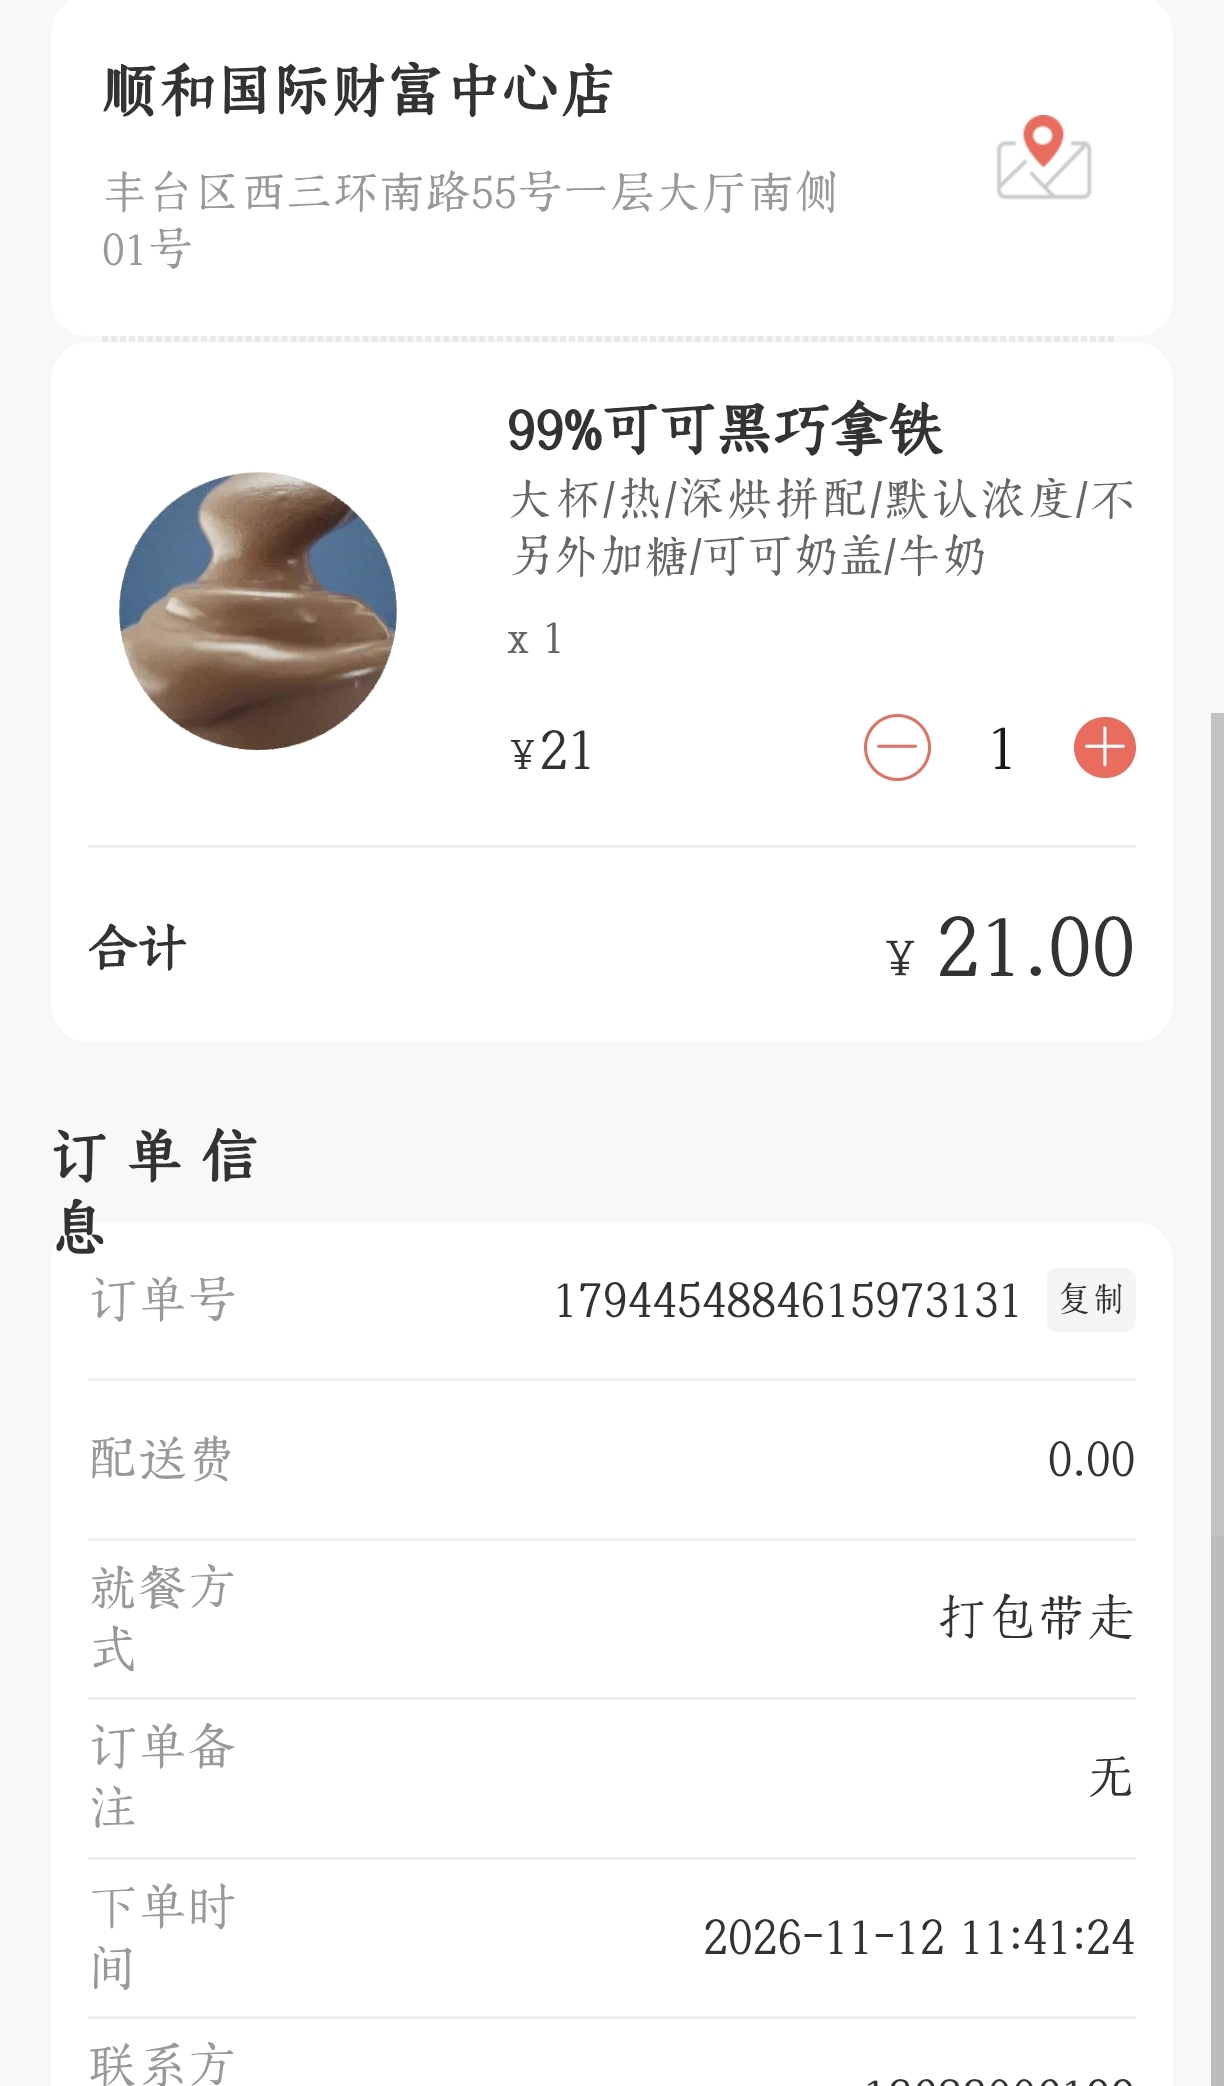 顺和国际财富中心店
丰台区西三环南路55号一层大厅南侧
01号
99%可可黑巧拿铁
大杯/热/深烘拼配/默认浓度/不
另外加糖/可可奶盖/牛奶
x 1
¥21
1
合计
¥ 21.00
订单信
息
订单号
1794454884615973131 复制
配送费
0.00
就餐方
式
打包带走
订单备
注
无
下单时
间
2026-11-12 11:41:24
联系方